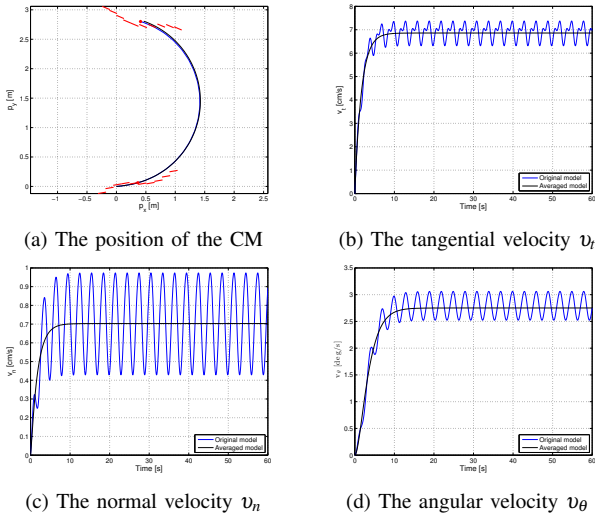 3
2.5
2
1.5
1
0.5
0
p_y [m]
−1 −0.5 0 0.5 1 1.5 2 2.5
p_x [m]
(a) The position of the CM
8
7
6
5
4
3
2
1
0
v_t [cm/s]
Original model
Averaged model
0 10 20 30 40 50 60
Time [s]
(b) The tangential velocity υ_t
1
0.9
0.8
0.7
0.6
0.5
0.4
0.3
0.2
0.1
0
v_n [cm/s]
Original model
Averaged model
0 10 20 30 40 50 60
Time [s]
(c) The normal velocity υ_n
3.5
3
2.5
2
1.5
1
0.5
0
v_θ [deg/s]
Original model
Averaged model
0 10 20 30 40 50 60
Time [s]
(d) The angular velocity υ_θ